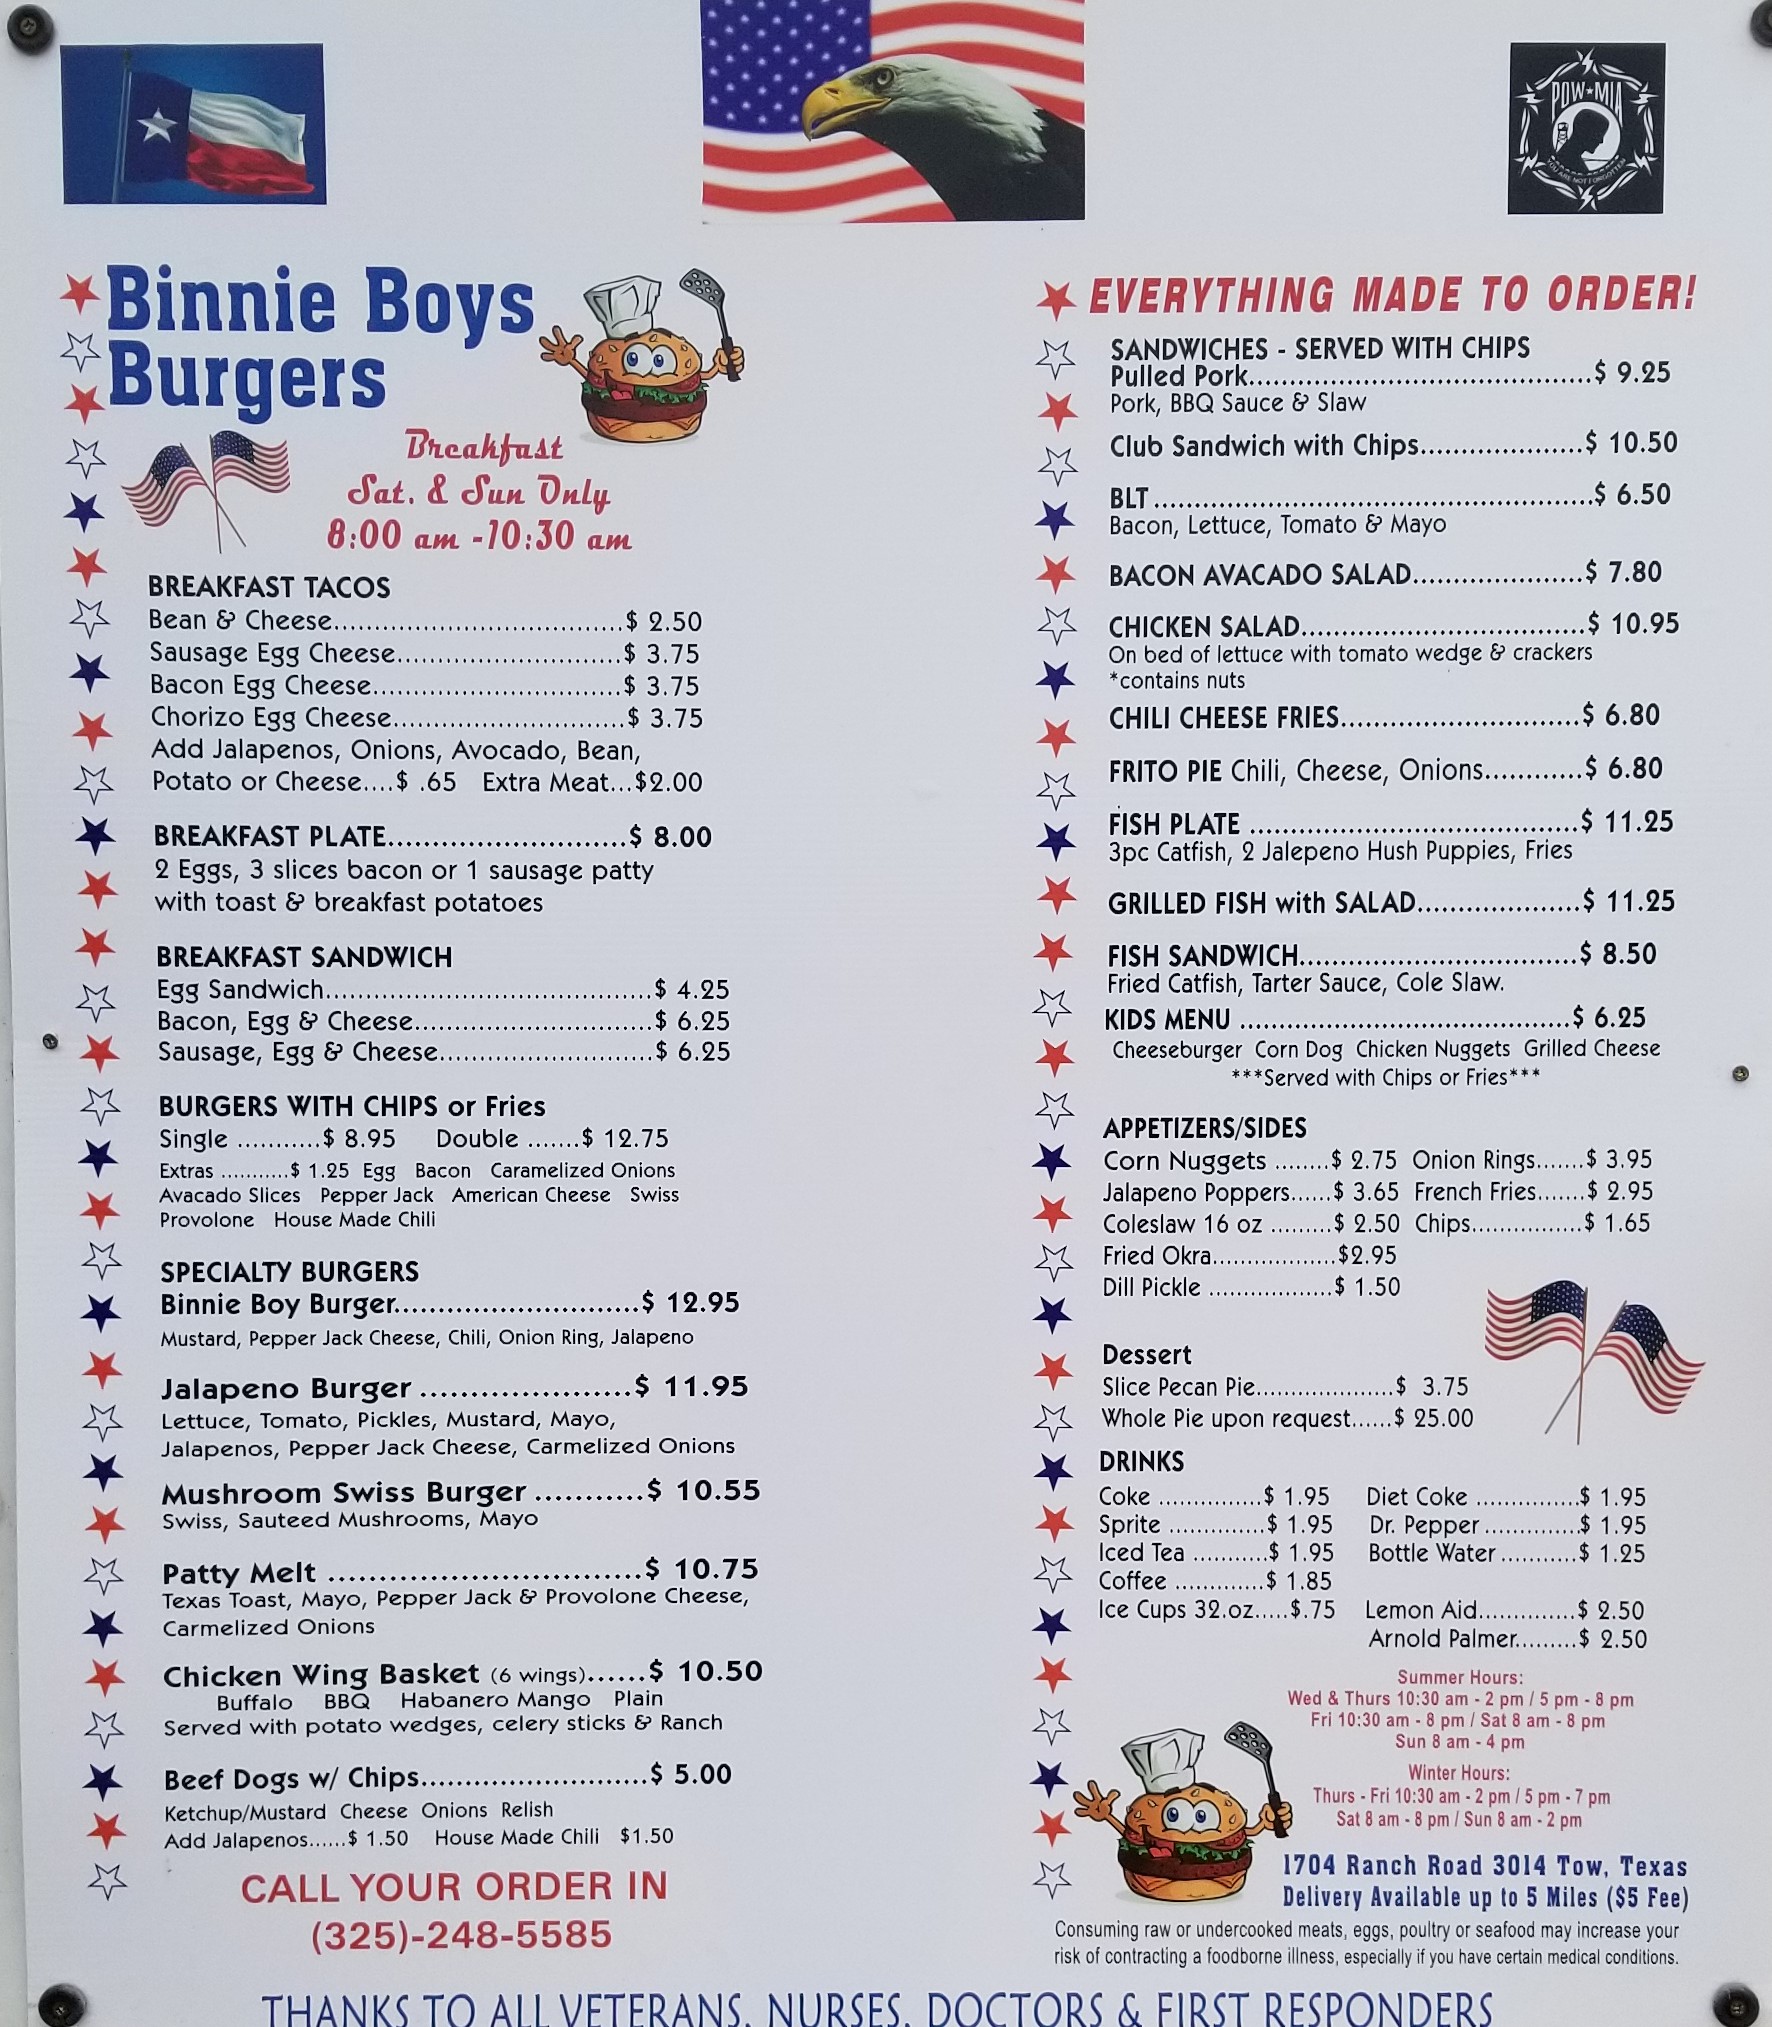 POW★MIA
YOU ARE NOT FORGOTTEN
Binnie Boys
Burgers
Breakfast
Sat. & Sun Only
8:00 am -10:30 am
BREAKFAST TACOS
Bean & Cheese....................................$ 2.50
Sausage Egg Cheese............................$ 3.75
Bacon Egg Cheese...............................$ 3.75
Chorizo Egg Cheese.............................$ 3.75
Add Jalapenos, Onions, Avocado, Bean,
Potato or Cheese....$ .65 Extra Meat...$2.00
BREAKFAST PLATE..............................$ 8.00
2 Eggs, 3 slices bacon or 1 sausage patty
with toast & breakfast potatoes
BREAKFAST SANDWICH
Egg Sandwich.........................................$ 4.25
Bacon, Egg & Cheese..............................$ 6.25
Sausage, Egg & Cheese...........................$ 6.25
BURGERS WITH CHIPS or Fries
Single ...........$ 8.95 Double .......$ 12.75
Extras ...........$ 1.25 Egg Bacon Caramelized Onions
Avacado Slices Pepper Jack American Cheese Swiss
Provolone House Made Chili
SPECIALTY BURGERS
Binnie Boy Burger............................$ 12.95
Mustard, Pepper Jack Cheese, Chili, Onion Ring, Jalapeno
Jalapeno Burger .....................$ 11.95
Lettuce, Tomato, Pickles, Mustard, Mayo,
Jalapenos, Pepper Jack Cheese, Carmelized Onions
Mushroom Swiss Burger ...........$ 10.55
Swiss, Sauteed Mushrooms, Mayo
Patty Melt ................................$ 10.75
Texas Toast, Mayo, Pepper Jack & Provolone Cheese,
Carmelized Onions
Chicken Wing Basket (6 wings)......$ 10.50
Buffalo BBQ Habanero Mango Plain
Served with potato wedges, celery sticks & Ranch
Beef Dogs w/ Chips..........................$ 5.00
Ketchup/Mustard Cheese Onions Relish
Add Jalapenos......$ 1.50 House Made Chili $1.50
CALL YOUR ORDER IN
(325)-248-5585
EVERYTHING MADE TO ORDER!
SANDWICHES - SERVED WITH CHIPS
Pulled Pork..........................................$ 9.25
Pork, BBQ Sauce & Slaw
Club Sandwich with Chips....................$ 10.50
BLT......................................................$ 6.50
Bacon, Lettuce, Tomato & Mayo
BACON AVACADO SALAD.....................$ 7.80
CHICKEN SALAD...................................$ 10.95
On bed of lettuce with tomato wedge & crackers
*contains nuts
CHILI CHEESE FRIES..............................$ 6.80
FRITO PIE Chili, Cheese, Onions............$ 6.80
FISH PLATE .........................................$ 11.25
3pc Catfish, 2 Jalepeno Hush Puppies, Fries
GRILLED FISH with SALAD....................$ 11.25
FISH SANDWICH..................................$ 8.50
Fried Catfish, Tarter Sauce, Cole Slaw.
KIDS MENU .........................................$ 6.25
Cheeseburger Corn Dog Chicken Nuggets Grilled Cheese
***Served with Chips or Fries***
APPETIZERS/SIDES
Corn Nuggets ........$ 2.75 Onion Rings.......$ 3.95
Jalapeno Poppers......$ 3.65 French Fries.......$ 2.95
Coleslaw 16 oz .........$ 2.50 Chips................$ 1.65
Fried Okra...................$2.95
Dill Pickle ..................$ 1.50
Dessert
Slice Pecan Pie....................$ 3.75
Whole Pie upon request......$ 25.00
DRINKS
Coke ...............$ 1.95 Diet Coke ...............$ 1.95
Sprite ..............$ 1.95 Dr. Pepper..............$ 1.95
Iced Tea ...........$ 1.95 Bottle Water...........$ 1.25
Coffee .............$ 1.85
Ice Cups 32.oz.....$.75 Lemon Aid..............$ 2.50
Arnold Palmer.........$ 2.50
Summer Hours:
Wed & Thurs 10:30 am - 2 pm / 5 pm - 8 pm
Fri 10:30 am - 8 pm / Sat 8 am - 8 pm
Sun 8 am - 4 pm
Winter Hours:
Thurs - Fri 10:30 am - 2 pm / 5 pm - 7 pm
Sat 8 am - 8 pm / Sun 8 am - 2 pm
1704 Ranch Road 3014 Tow, Texas
Delivery Available up to 5 Miles ($5 Fee)
Consuming raw or undercooked meats, eggs, poultry or seafood may increase your
risk of contracting a foodborne illness, especially if you have certain medical conditions.
THANKS TO ALL VETERANS, NURSES, DOCTORS & FIRST RESPONDERS